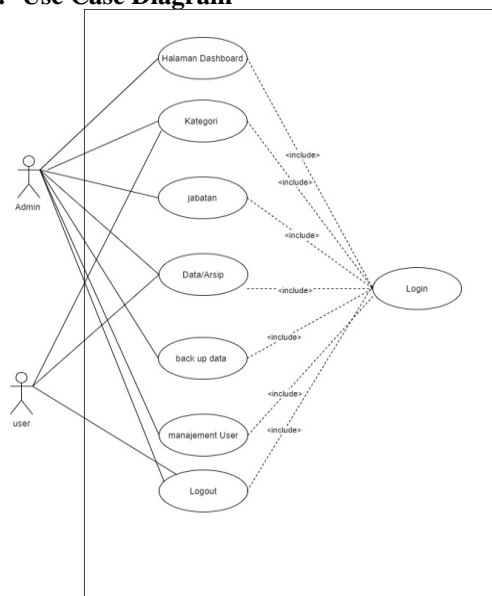 Use Case Diagram
Halaman Dashboard
Kategori
<include>
<include>
Admin
jabatan
<include>
Data/Arsip
<include>
Login
back up data
<include>
user
<include>
manajement User
<include>
Logout